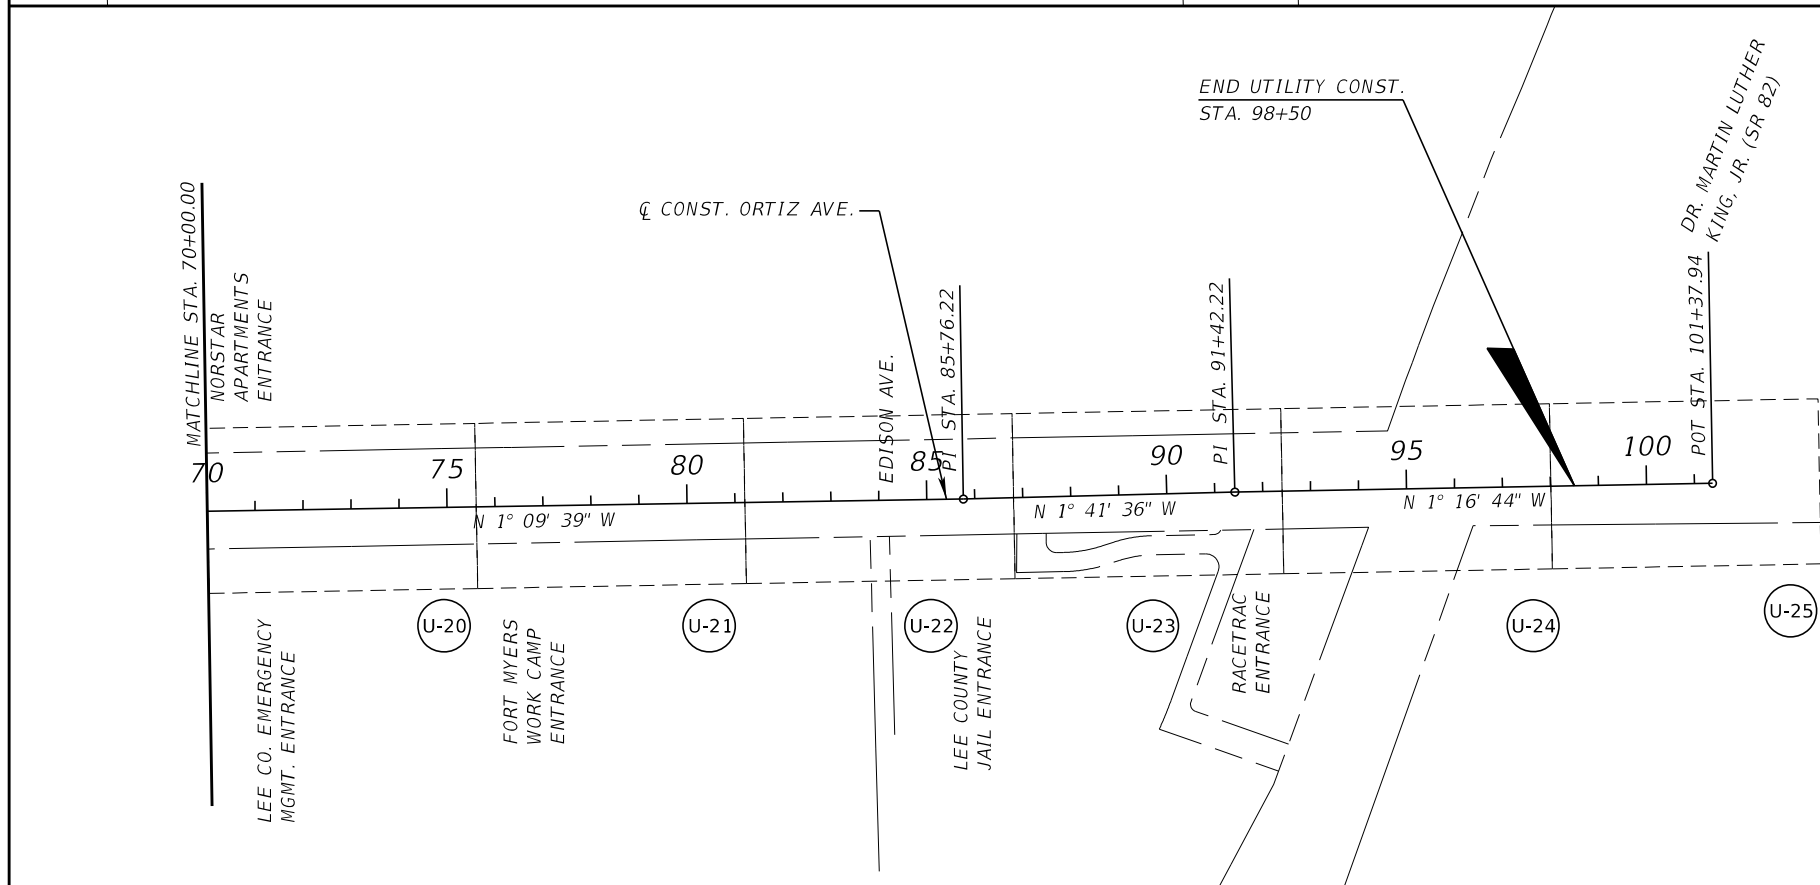 MATCHLINE STA. 70+00.00
NORSTAR
APARTMENTS
ENTRANCE
℄ CONST. ORTIZ AVE.
EDISON AVE.
PI STA. 85+76.22
PI STA. 91+42.22
END UTILITY CONST.
STA. 98+50
POT STA. 101+37.94
DR. MARTIN LUTHER
KING, JR. (SR 82)
70
75
80
85
90
95
100
N 1° 09' 39" W
N 1° 41' 36" W
N 1° 16' 44" W
U-20
U-21
U-22
U-23
U-24
U-25
LEE CO. EMERGENCY
MGMT. ENTRANCE
FORT MYERS
WORK CAMP
ENTRANCE
LEE COUNTY
JAIL ENTRANCE
RACETRAC
ENTRANCE